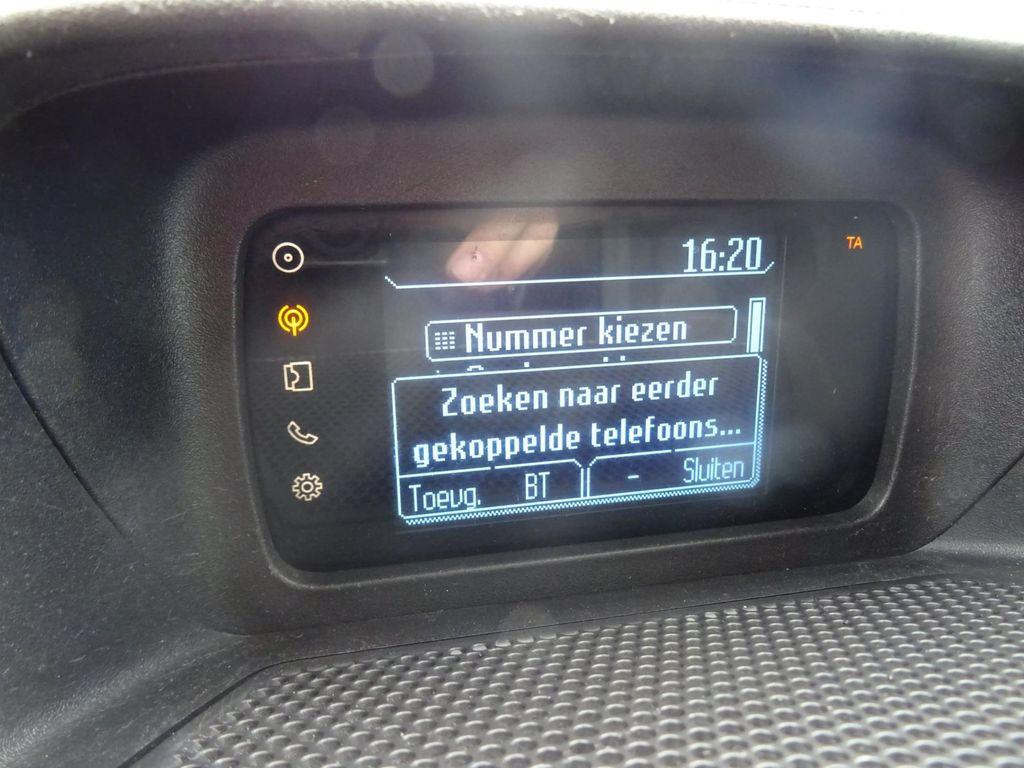 16:20
TA
Nummer kiezen
Zoeken naar eerder
gekoppelde telefoons...
Toevg. BT - Sluiten